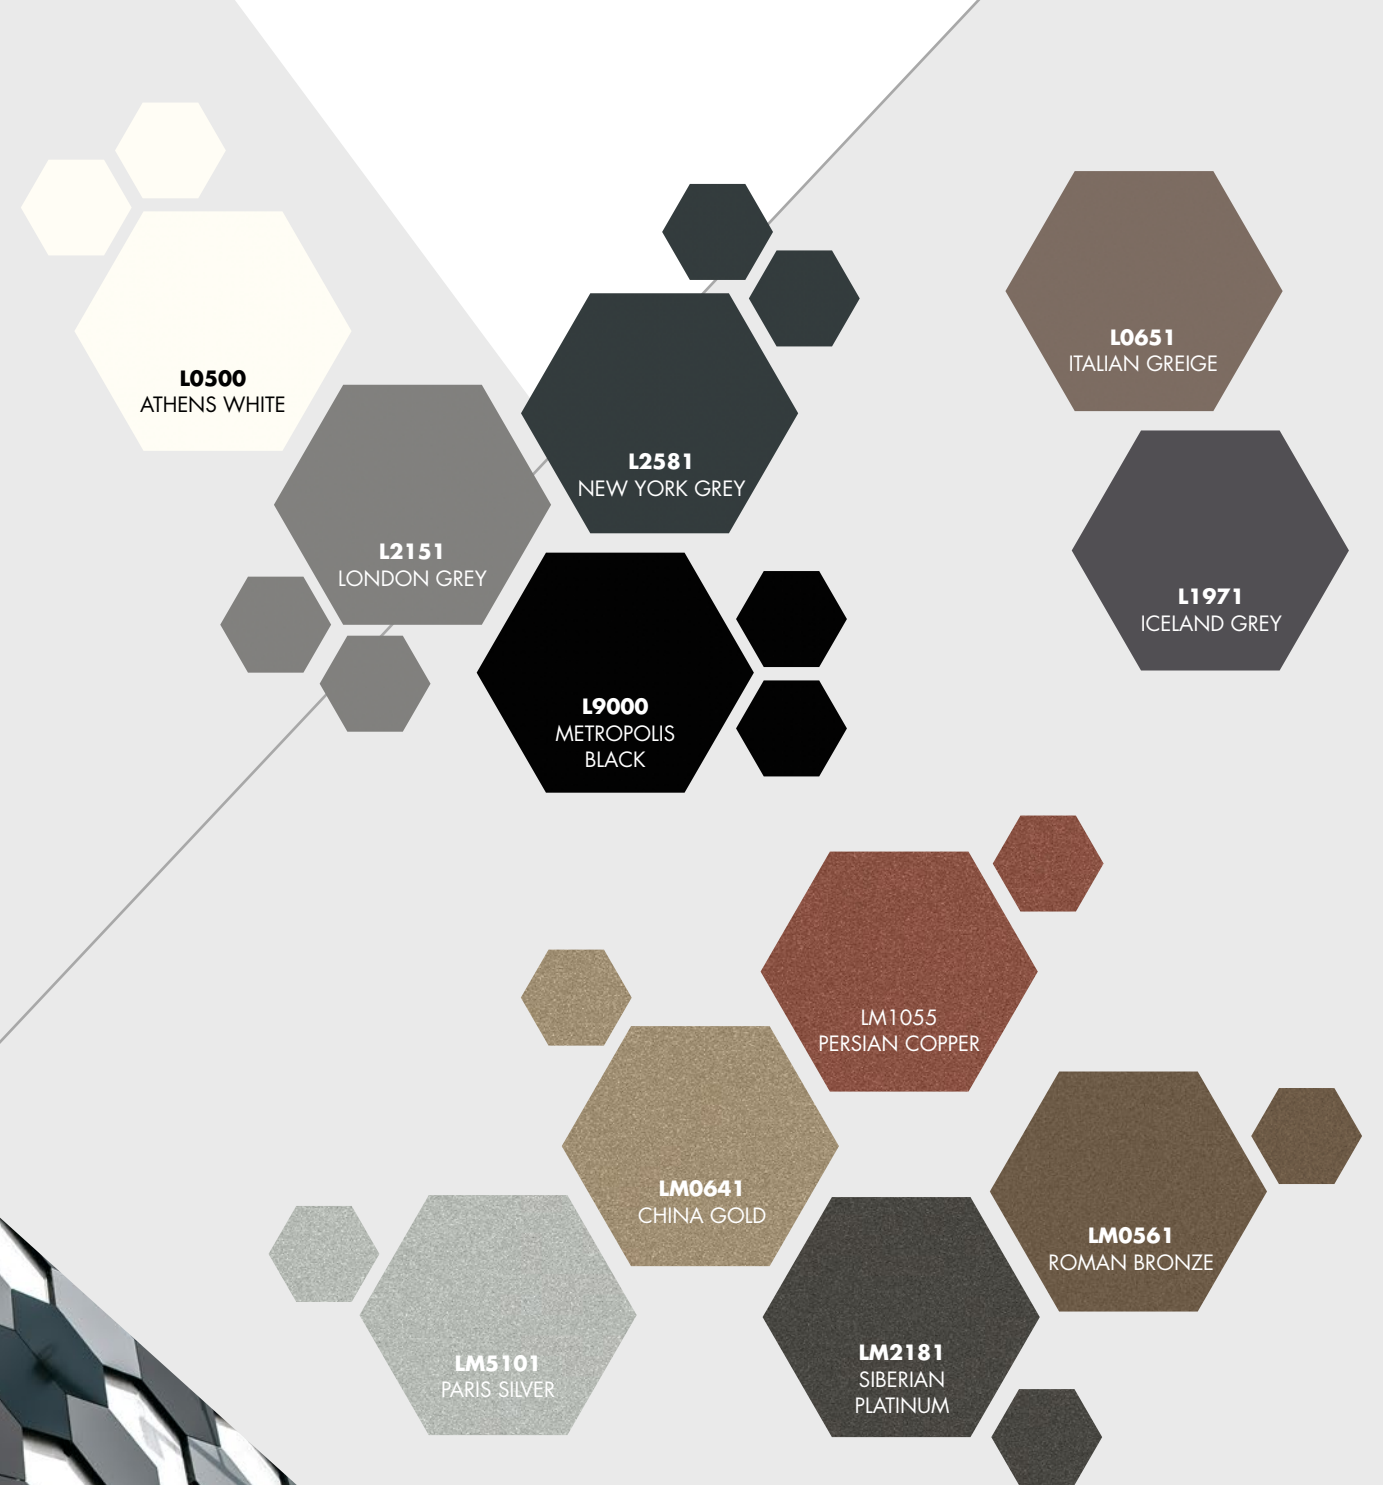 L0500
ATHENS WHITE
L2581
NEW YORK GREY
L0651
ITALIAN GREIGE
L2151
LONDON GREY
L1971
ICELAND GREY
L9000
METROPOLIS
BLACK
LM1055
PERSIAN COPPER
LM0641
CHINA GOLD
LM0561
ROMAN BRONZE
LM5101
PARIS SILVER
LM2181
SIBERIAN
PLATINUM